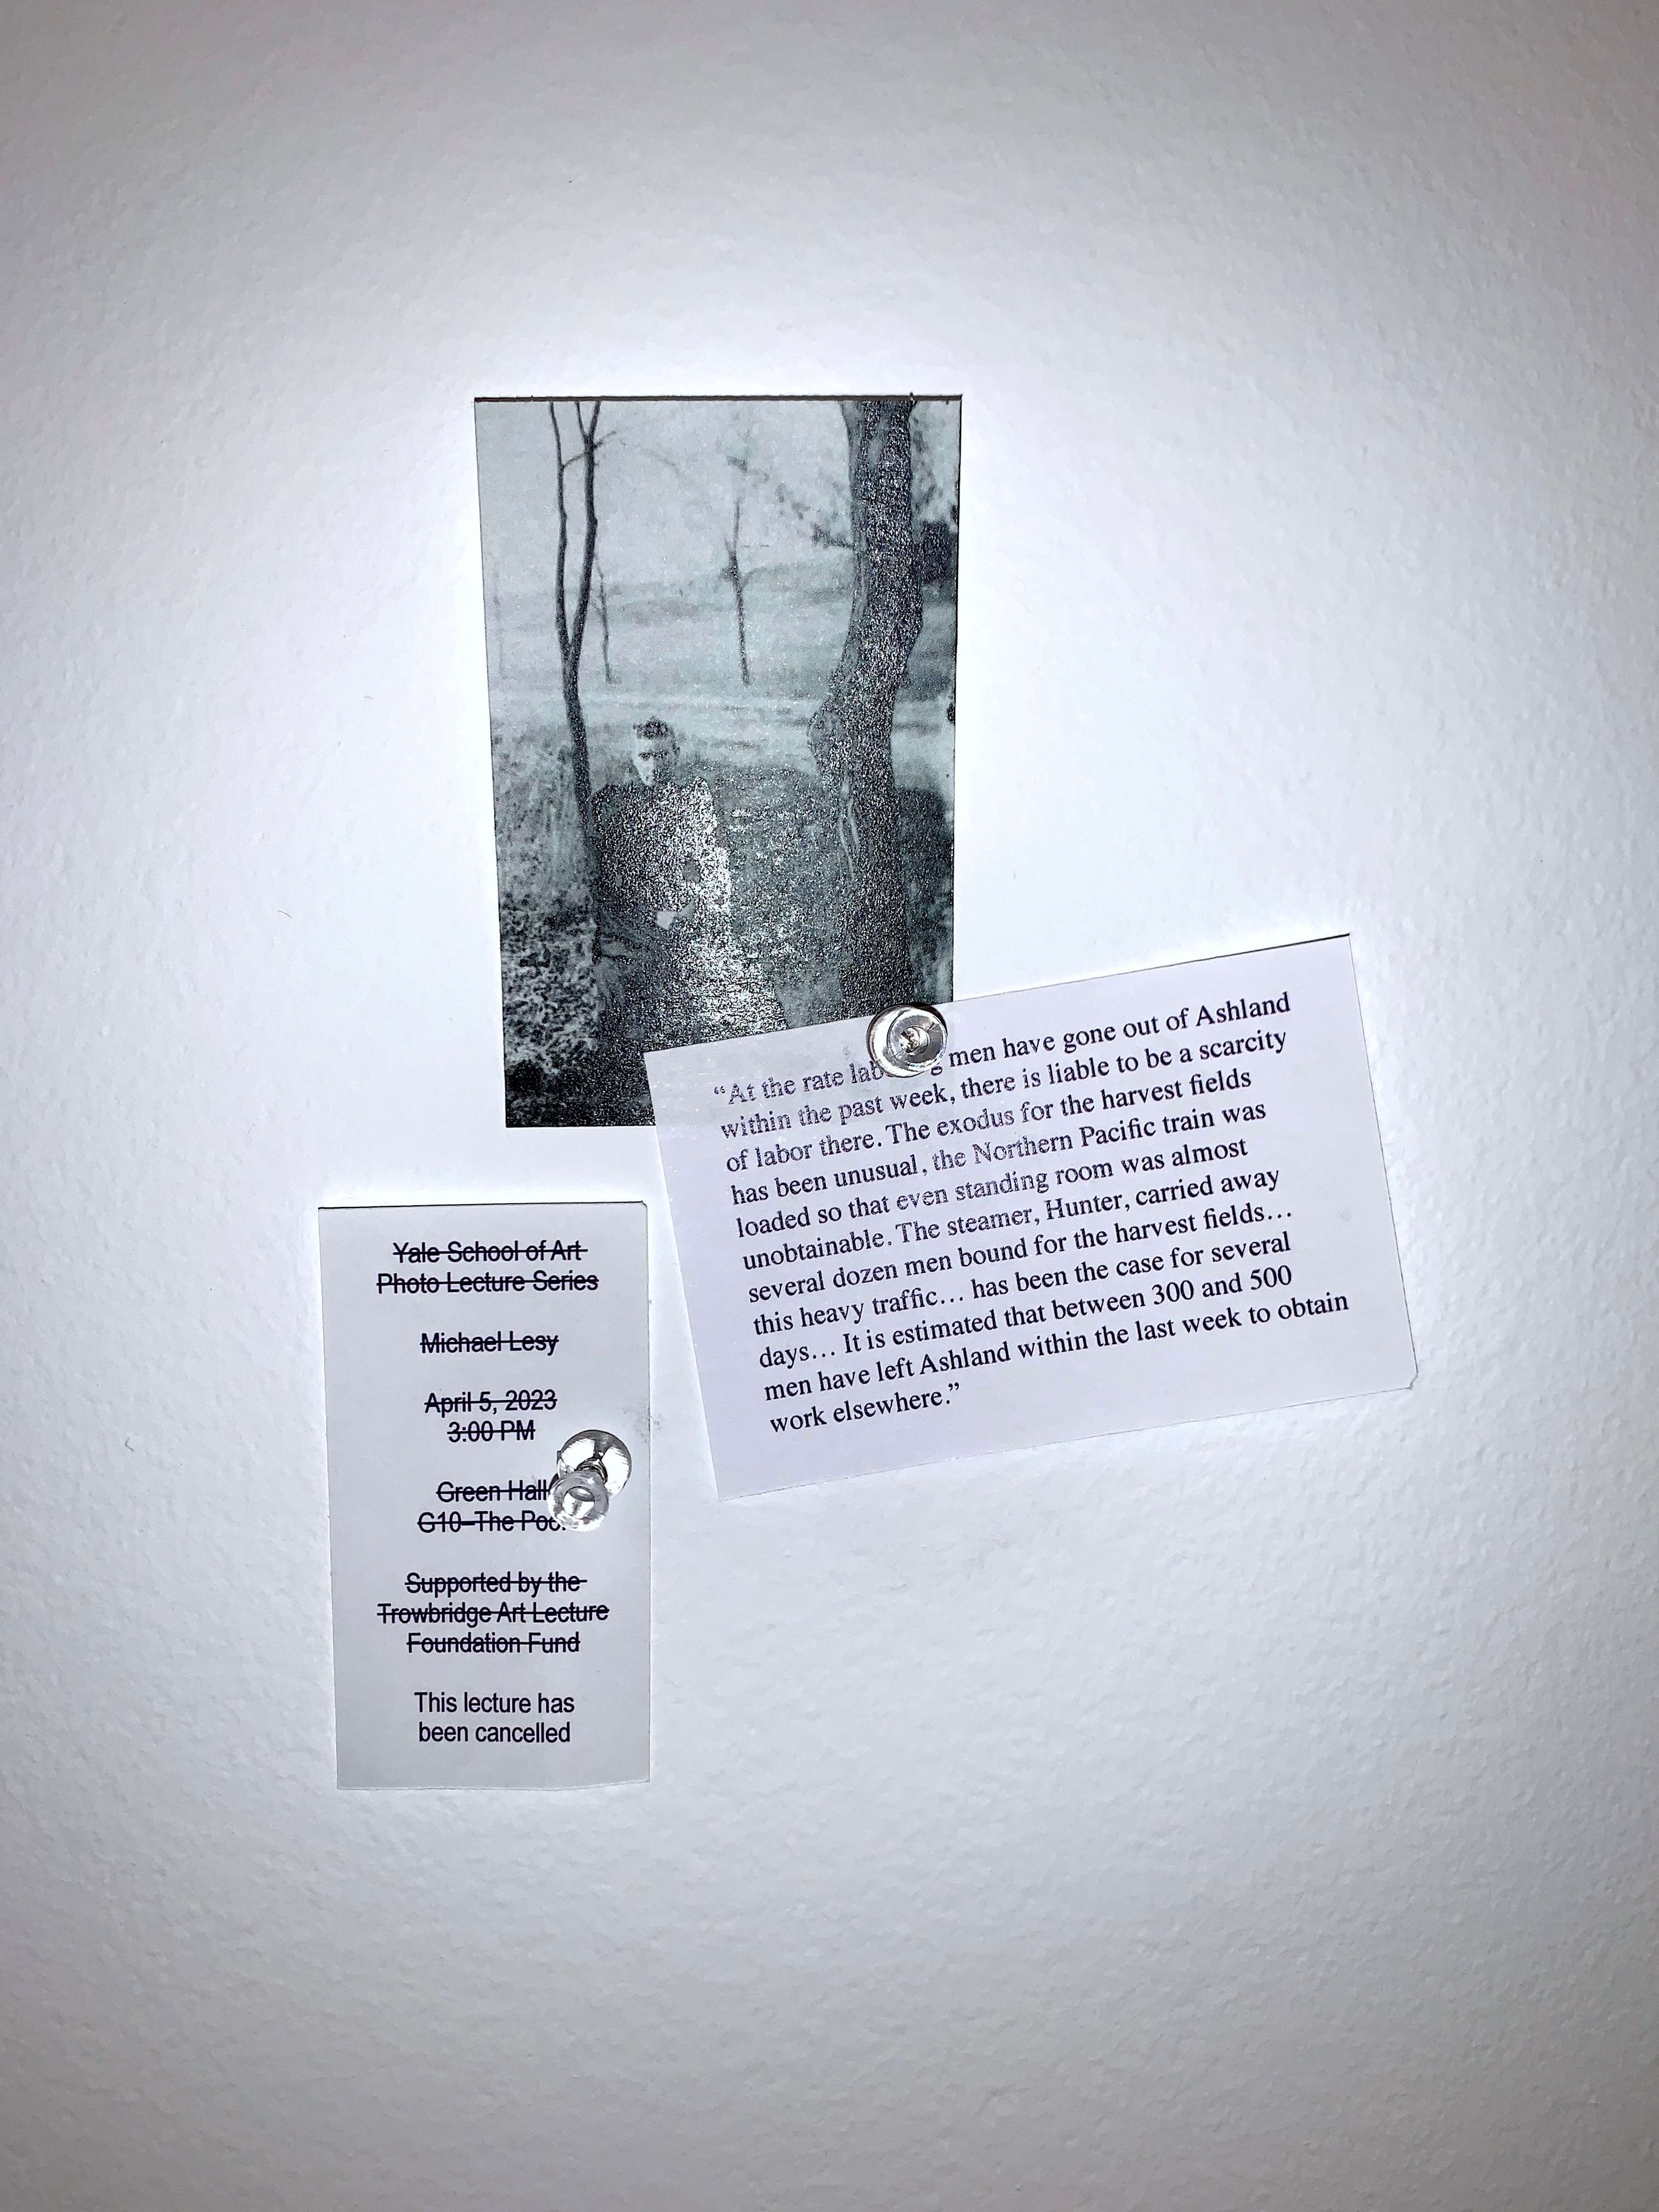 “At the rate men have gone out of Ashland
within the past week, there is liable to be a scarcity
of labor there. The exodus for the harvest fields
has been unusual, the Northern Pacific train was
loaded so that even standing room was almost
unobtainable. The steamer, Hunter, carried away
several dozen men bound for the harvest fields…
this heavy traffic… has been the case for several
days… It is estimated that between 300 and 500
men have left Ashland within the last week to obtain
work elsewhere.”
Yale School of Art
Photo Lecture Series
Michael Lesy
April 5, 2023
3:00 PM
Green Hall
G10–The
Supported by the
Trowbridge Art Lecture
Foundation Fund
This lecture has
been cancelled